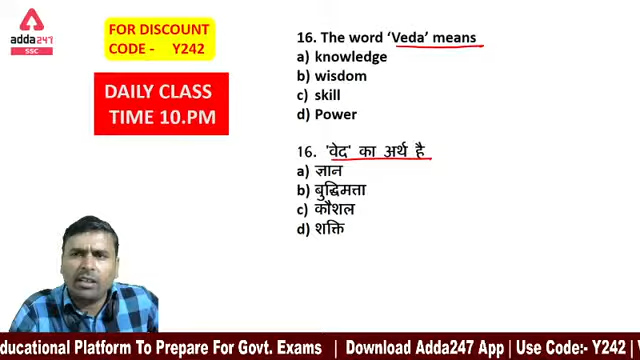 adda247
SSC
FOR DISCOUNT
CODE - Y242
DAILY CLASS
TIME 10.PM
16. The word ‘Veda’ means
a) knowledge
b) wisdom
c) skill
d) Power
16. 'वेद' का अर्थ है
a) ज्ञान
b) बुद्धिमत्ता
c) कौशल
d) शक्ति
ducational Platform To Prepare For Govt. Exams | Download Adda247 App | Use Code:- Y242 |